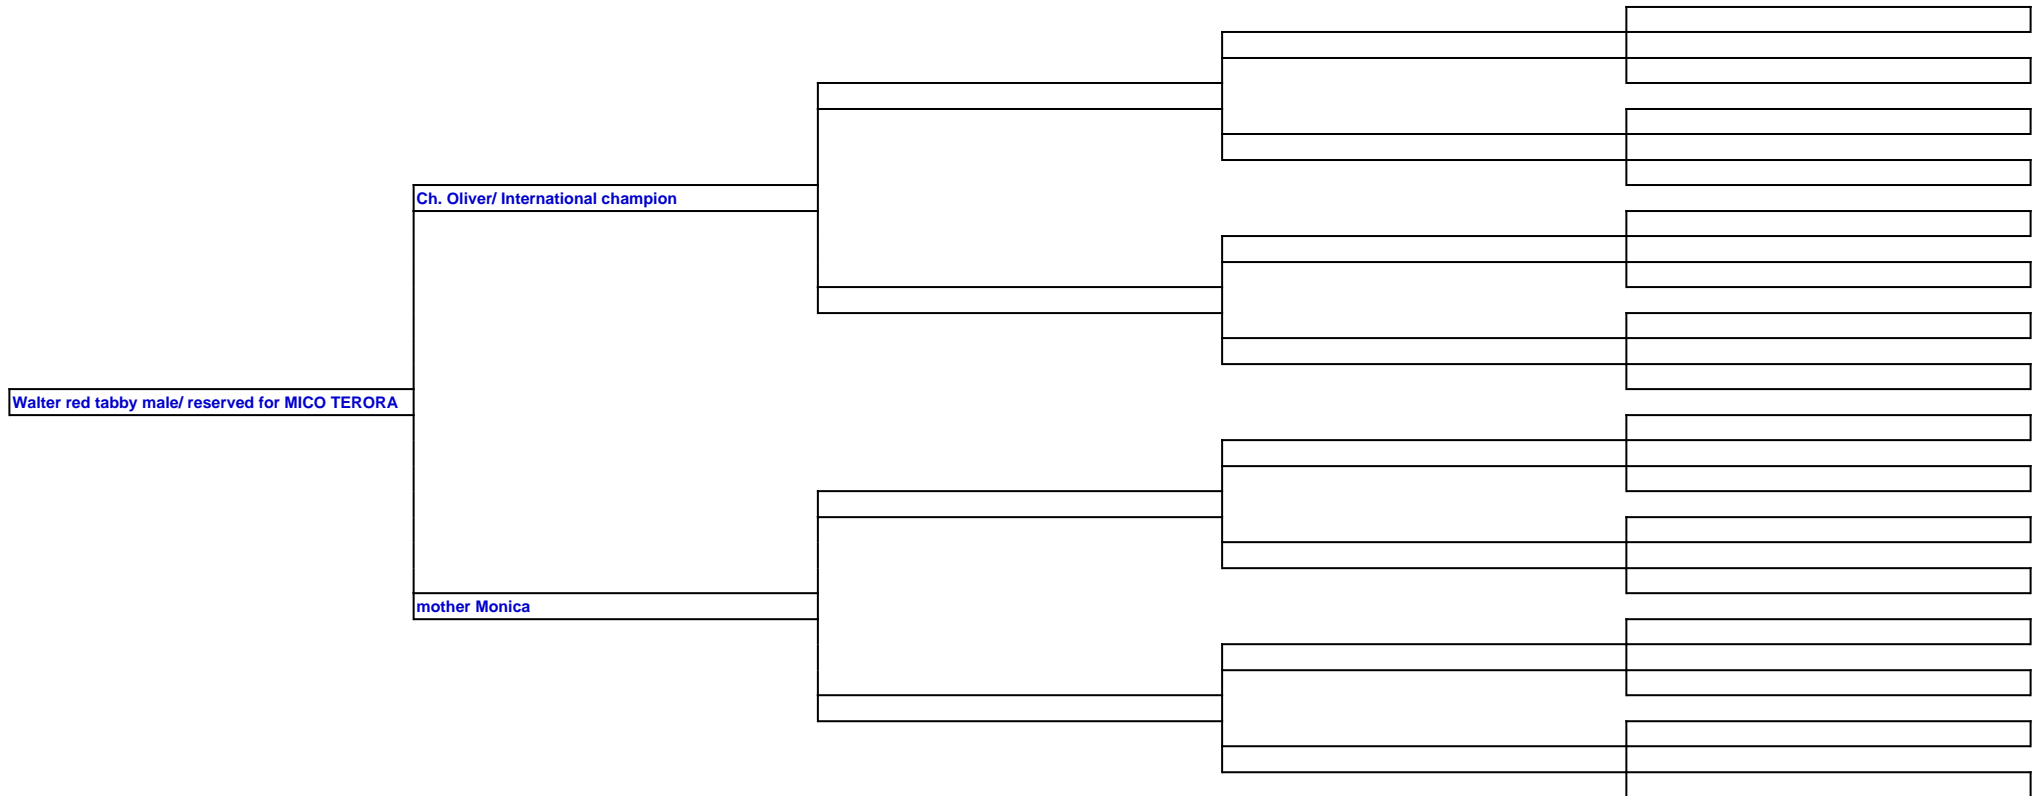 Ch. Oliver/ International champion
Walter red tabby male/ reserved for MICO TERORA
mother Monica